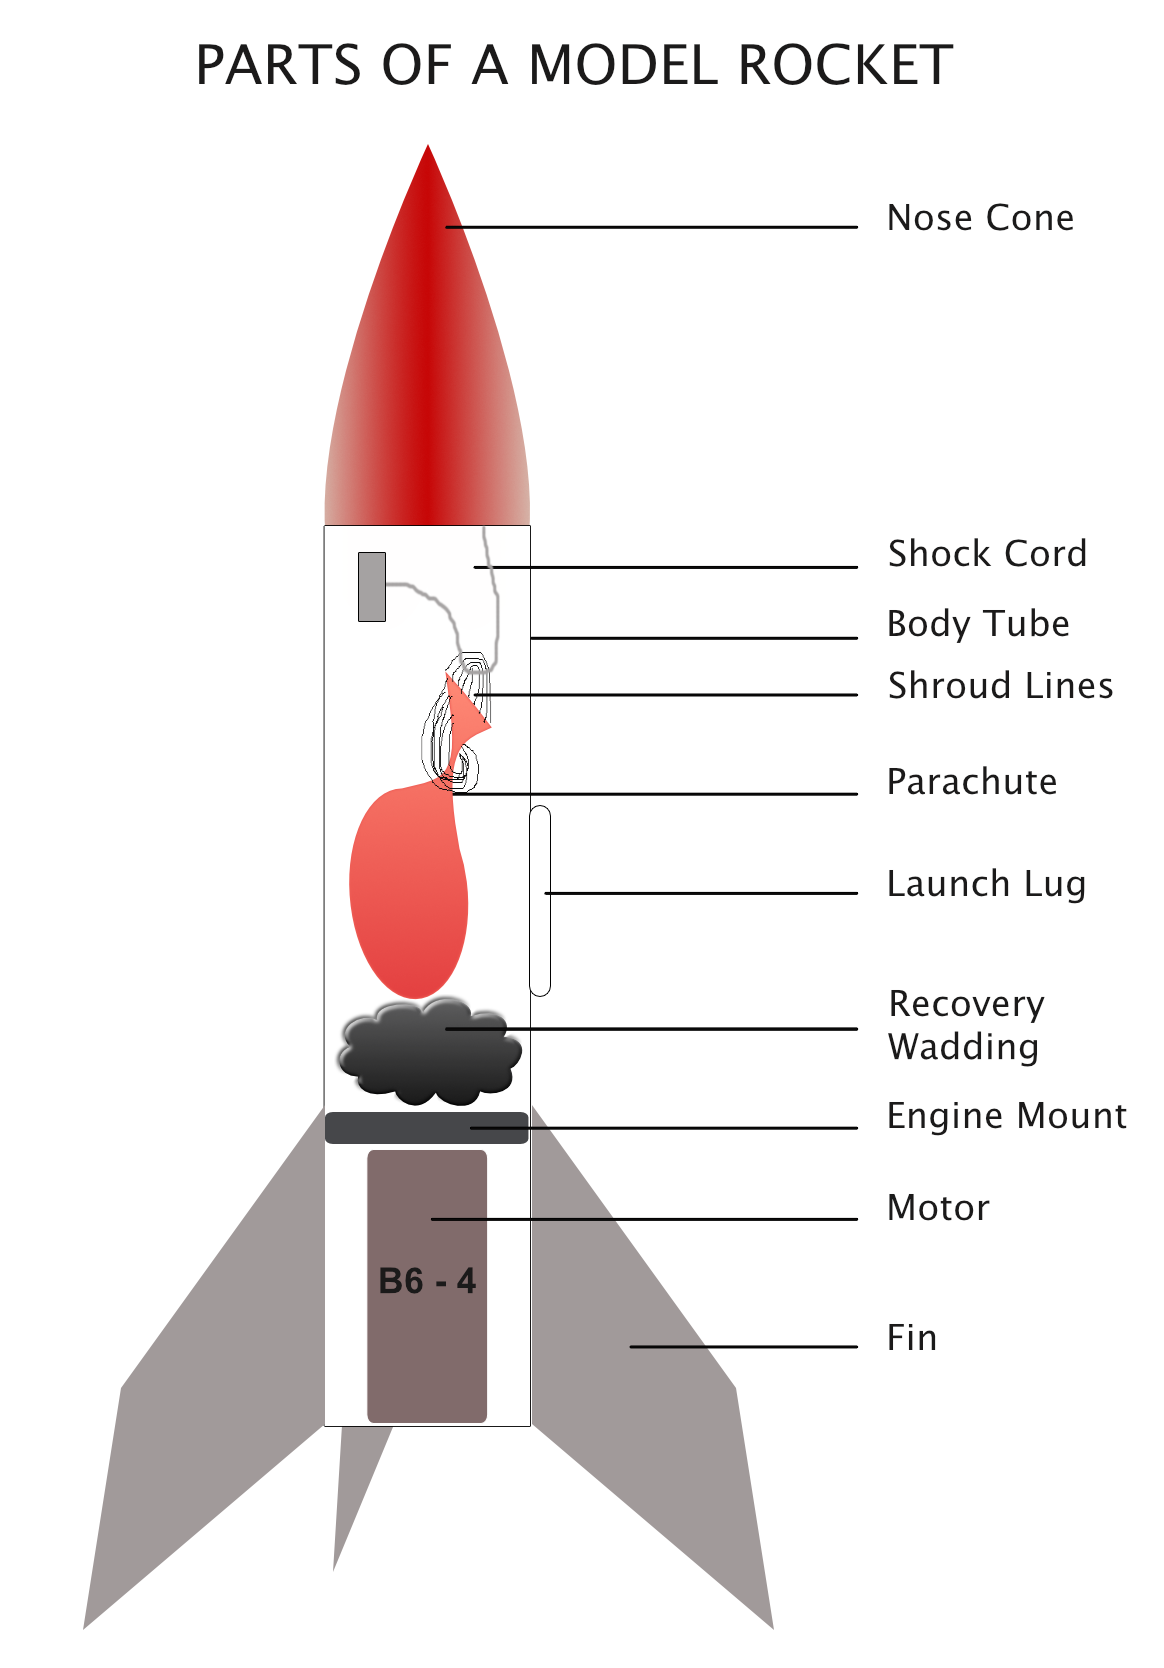 PARTS OF A MODEL ROCKET
Nose Cone
Shock Cord
Body Tube
Shroud Lines
Parachute
Launch Lug
Recovery
Wadding
Engine Mount
Motor
B6 - 4
Fin